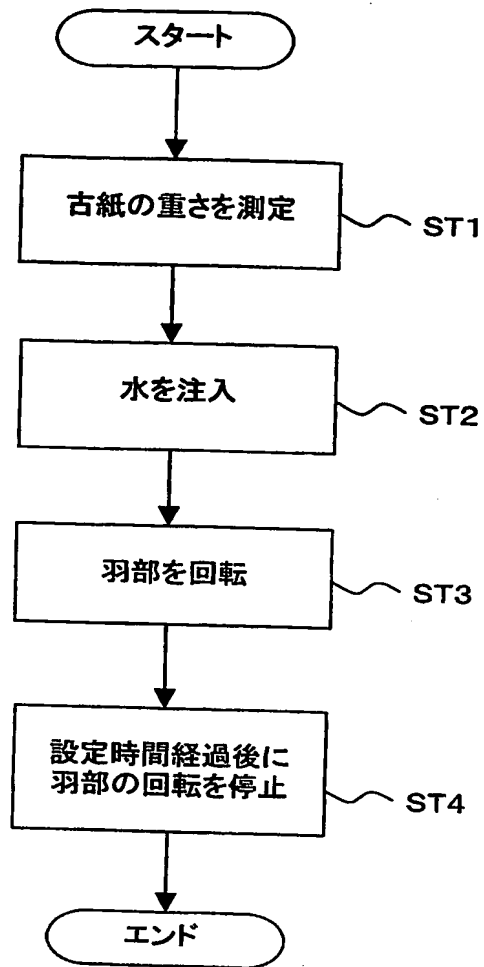 スタート
古紙の重さを測定
ST1
水を注入
ST2
羽部を回転
ST3
設定時間経過後に
羽部の回転を停止
ST4
エンド